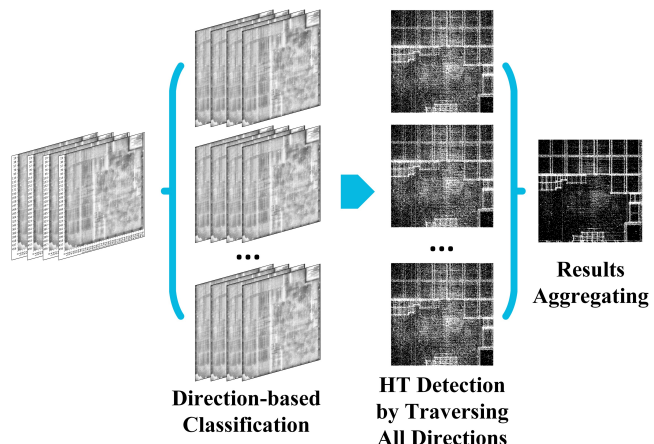 ...
...
Direction-based
Classification
HT Detection
by Traversing
All Directions
Results
Aggregating